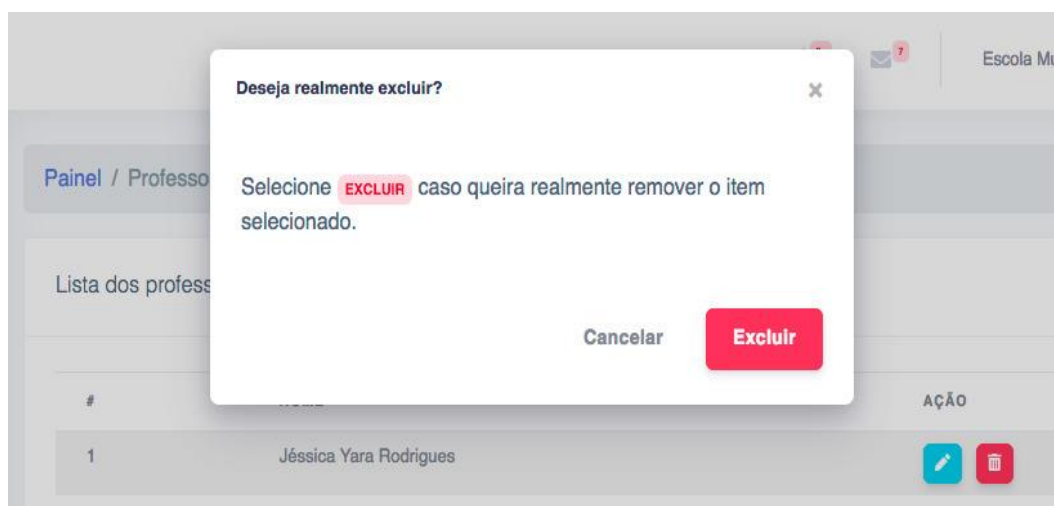 7
Escola Mu
Deseja realmente excluir?
Painel / Professo
Selecione EXCLUIR caso queira realmente remover o item
selecionado.
Lista dos profess
Cancelar Excluir
# AÇÃO
1 Jéssica Yara Rodrigues